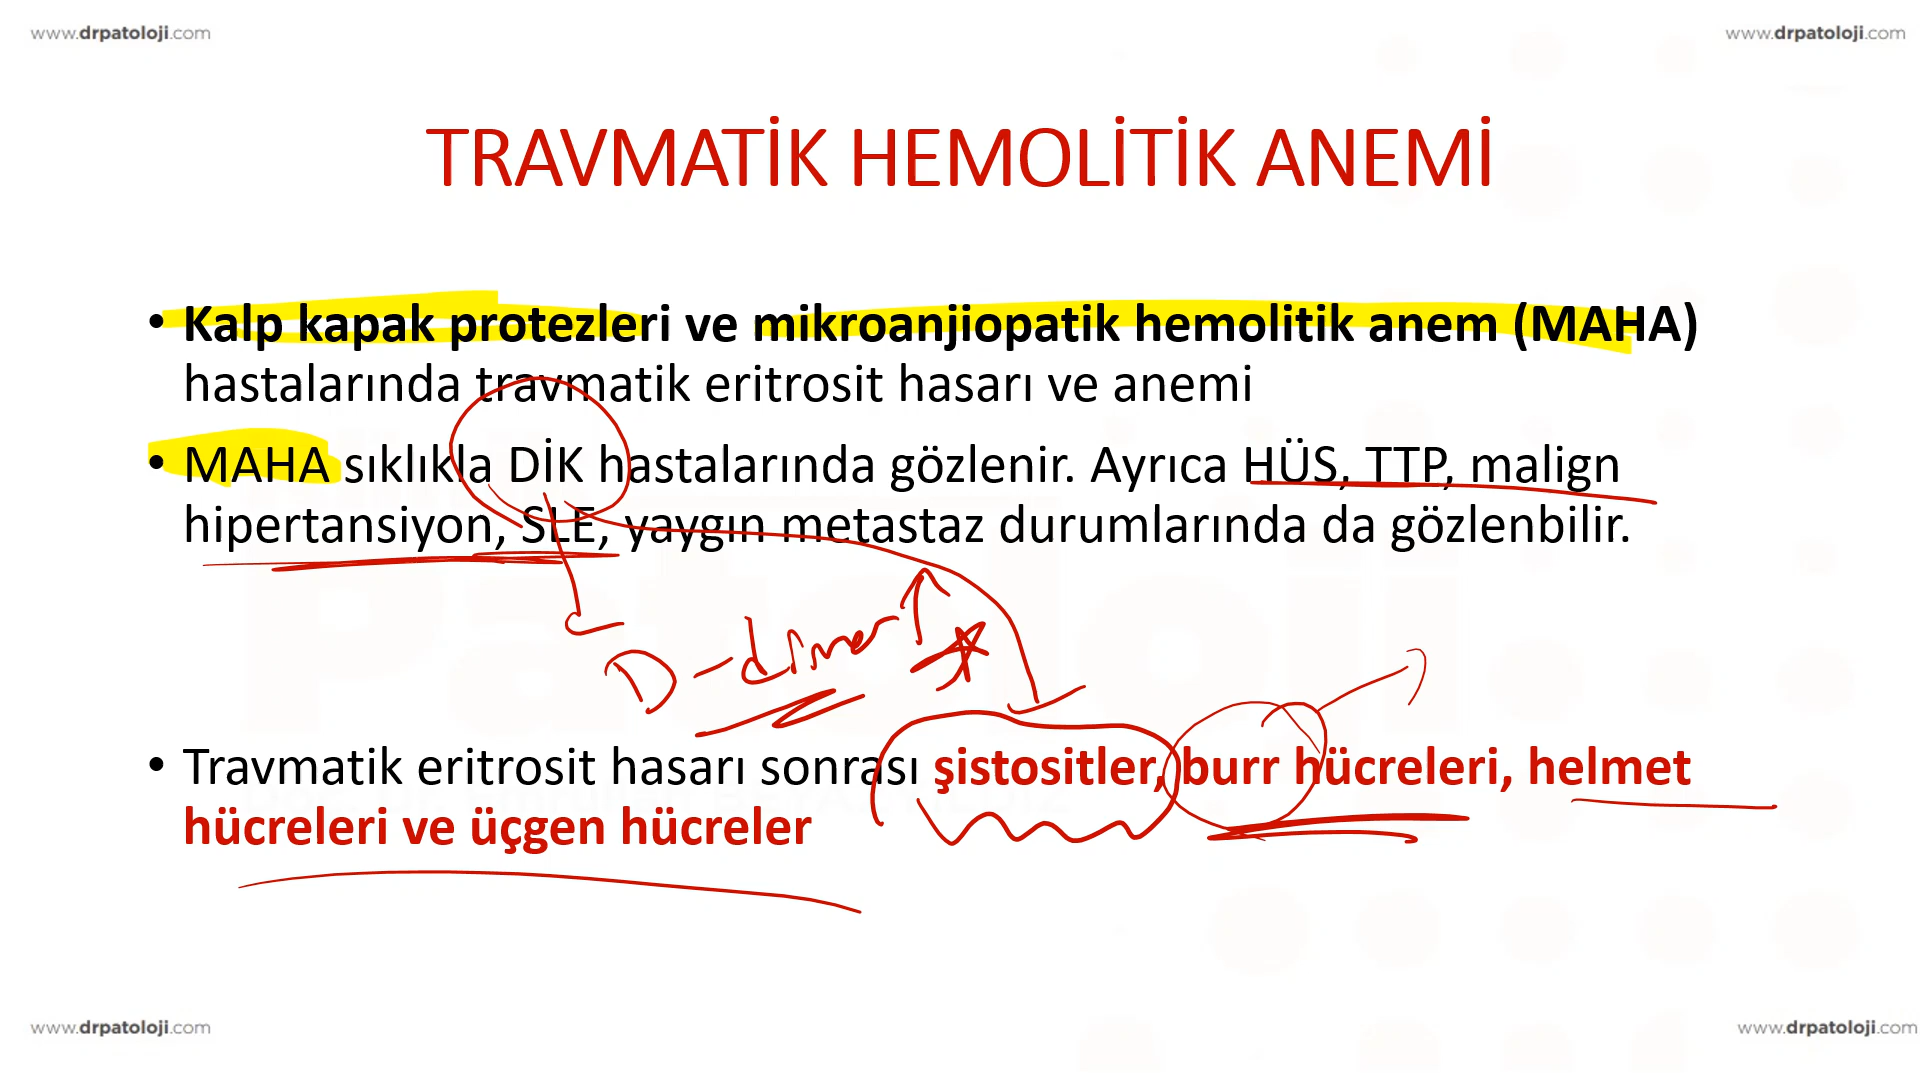 www.drpatoloji.com
www.drpatoloji.com
TRAVMATİK HEMOLİTİK ANEMİ
• Kalp kapak protezleri ve mikroanjiopatik hemolitik anem (MAHA)
hastalarında travmatik eritrosit hasarı ve anemi
• MAHA sıklıkla DİK hastalarında gözlenir. Ayrıca HÜS, TTP, malign
hipertansiyon, SLE, yaygın metastaz durumlarında da gözlenbilir.
D-dimer ↑
• Travmatik eritrosit hasarı sonrası şistositler, burr hücreleri, helmet
hücreleri ve üçgen hücreler
www.drpatoloji.com
www.drpatoloji.com